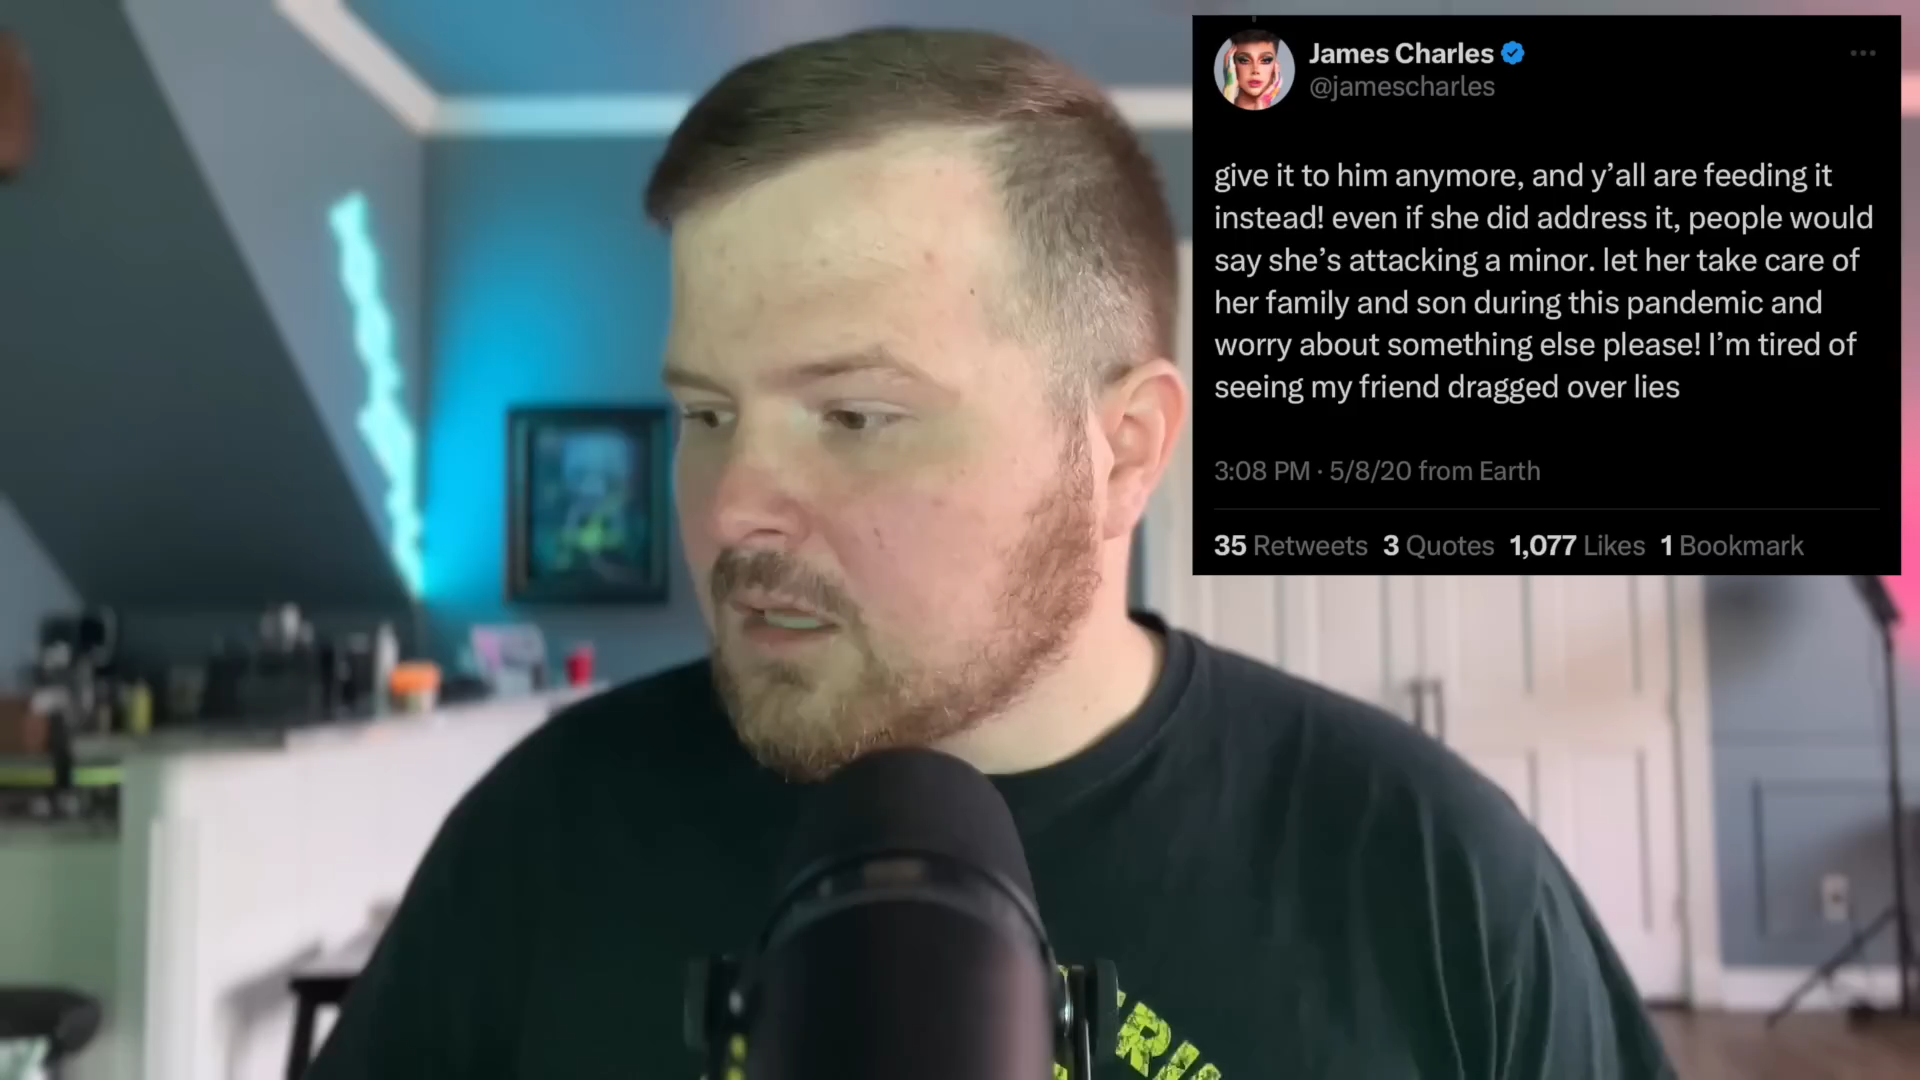 James Charles
@jamescharles
give it to him anymore, and y’all are feeding it
instead! even if she did address it, people would
say she’s attacking a minor. let her take care of
her family and son during this pandemic and
worry about something else please! I’m tired of
seeing my friend dragged over lies
3:08 PM · 5/8/20 from Earth
35 Retweets 3 Quotes 1,077 Likes 1 Bookmark